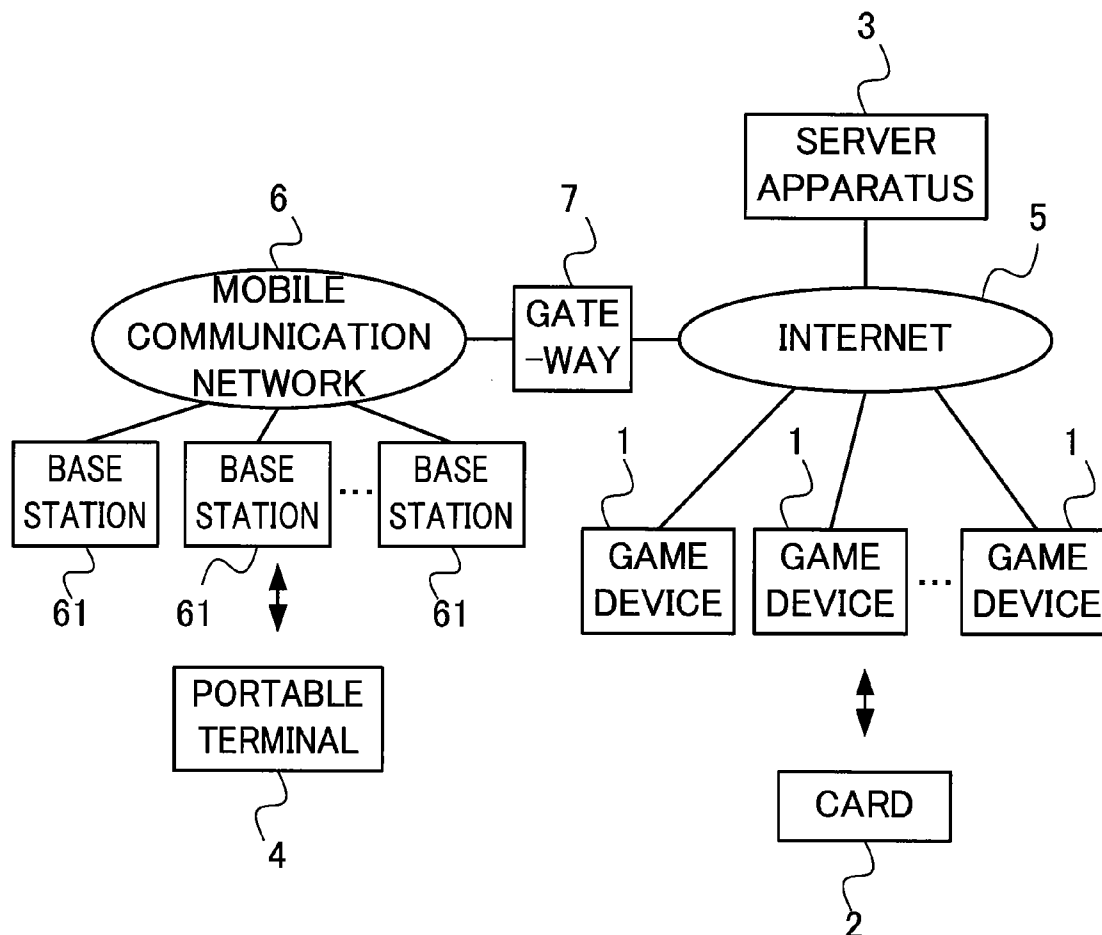 3
SERVER
APPARATUS
6
7
5
MOBILE
COMMUNICATION
NETWORK
GATE
-WAY
INTERNET
BASE
STATION
BASE
STATION
...
BASE
STATION
1
1
1
GAME
DEVICE
GAME
DEVICE
...
GAME
DEVICE
61
61
61
PORTABLE
TERMINAL
4
CARD
2